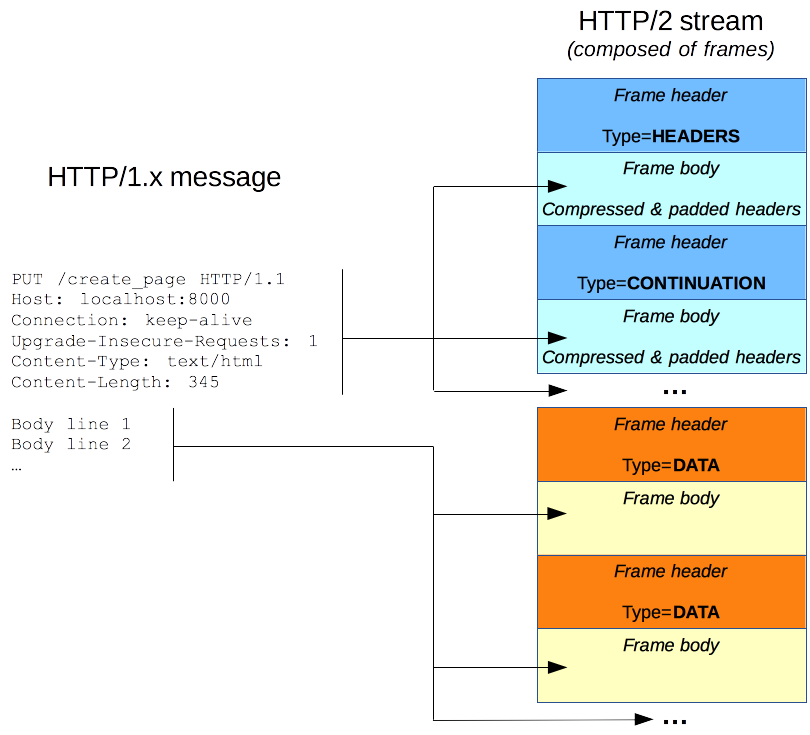 HTTP/2 stream
(composed of frames)
Frame header
Type=HEADERS
Frame body
Compressed & padded headers
Frame header
Type=CONTINUATION
Frame body
Compressed & padded headers
...
Frame header
Type=DATA
Frame body
Frame header
Type=DATA
Frame body
...
HTTP/1.x message
PUT /create_page HTTP/1.1
Host: localhost:8000
Connection: keep-alive
Upgrade-Insecure-Requests: 1
Content-Type: text/html
Content-Length: 345
Body line 1
Body line 2
…